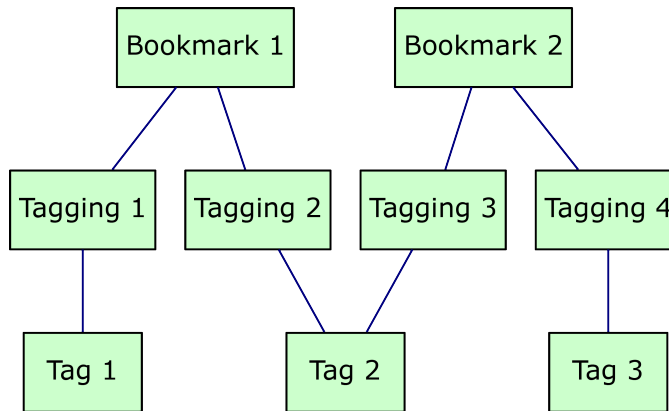 Bookmark 1
Bookmark 2
Tagging 1
Tagging 2
Tagging 3
Tagging 4
Tag 1
Tag 2
Tag 3